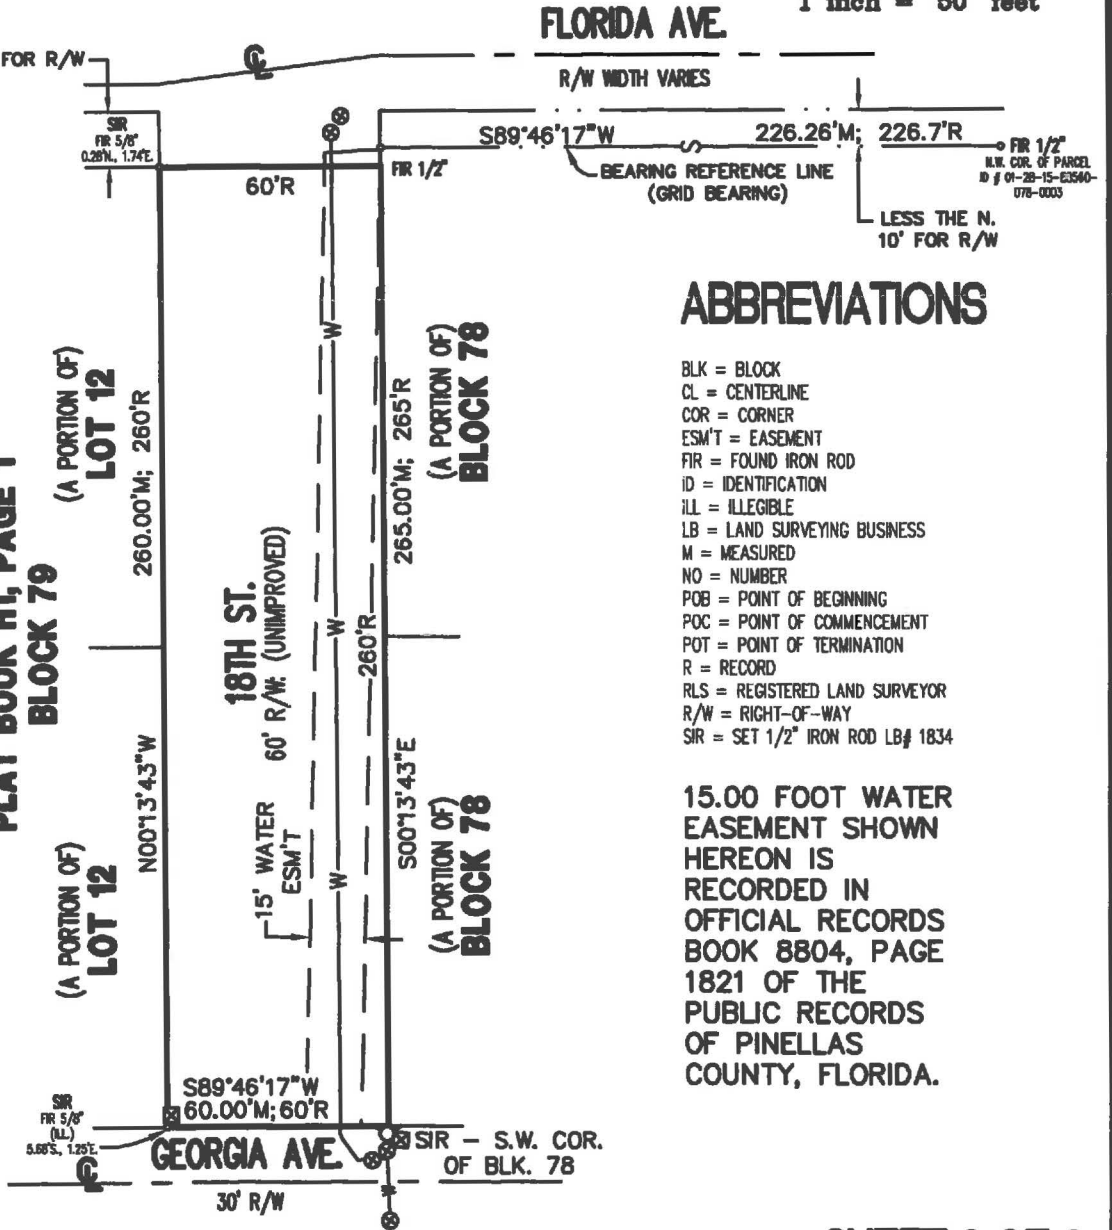 1 inch = 50 feet
FLORIDA AVE.
FOR R/W
CL
R/W WIDTH VARIES
SIR
FIR 5/8"
0.28'N., 1.74'E.
S89°46'17"W
226.26'M; 226.7'R
FIR 1/2"
N.W. COR. OF PARCEL
078-0003
60'R
FIR 1/2"
BEARING REFERENCE LINE
(GRID BEARING)
LESS THE N.
10' FOR R/W
ABBREVIATIONS
BLK = BLOCK
CL = CENTERLINE
COR = CORNER
ESM'T = EASEMENT
FIR = FOUND IRON ROD
ID = IDENTIFICATION
ILL = ILLEGIBLE
LB = LAND SURVEYING BUSINESS
M = MEASURED
NO = NUMBER
POB = POINT OF BEGINNING
POC = POINT OF COMMENCEMENT
POT = POINT OF TERMINATION
R = RECORD
RLS = REGISTERED LAND SURVEYOR
R/W = RIGHT-OF-WAY
SIR = SET 1/2" IRON ROD LB# 1834
15.00 FOOT WATER
EASEMENT SHOWN
HEREON IS
RECORDED IN
OFFICIAL RECORDS
BOOK 8804, PAGE
1821 OF THE
PUBLIC RECORDS
OF PINELLAS
COUNTY, FLORIDA.
BLOCK 79
(A PORTION OF)
LOT 12
260.00'M; 260'R
(A PORTION OF)
LOT 12
N00°13'43"W
18TH ST.
60' R/W. (UNIMPROVED)
15' WATER
ESM'T
W
W
W
260'R
265.00'M; 265'R
S00°13'43"E
(A PORTION OF)
BLOCK 78
(A PORTION OF)
BLOCK 78
S89°46'17"W
60.00'M;60'R
SIR
FIR 5/8"
(ILL)
5.68'S., 1.25'E.
GEORGIA AVE.
SIR - S.W. COR.
OF BLK. 78
CL
30' R/W
W